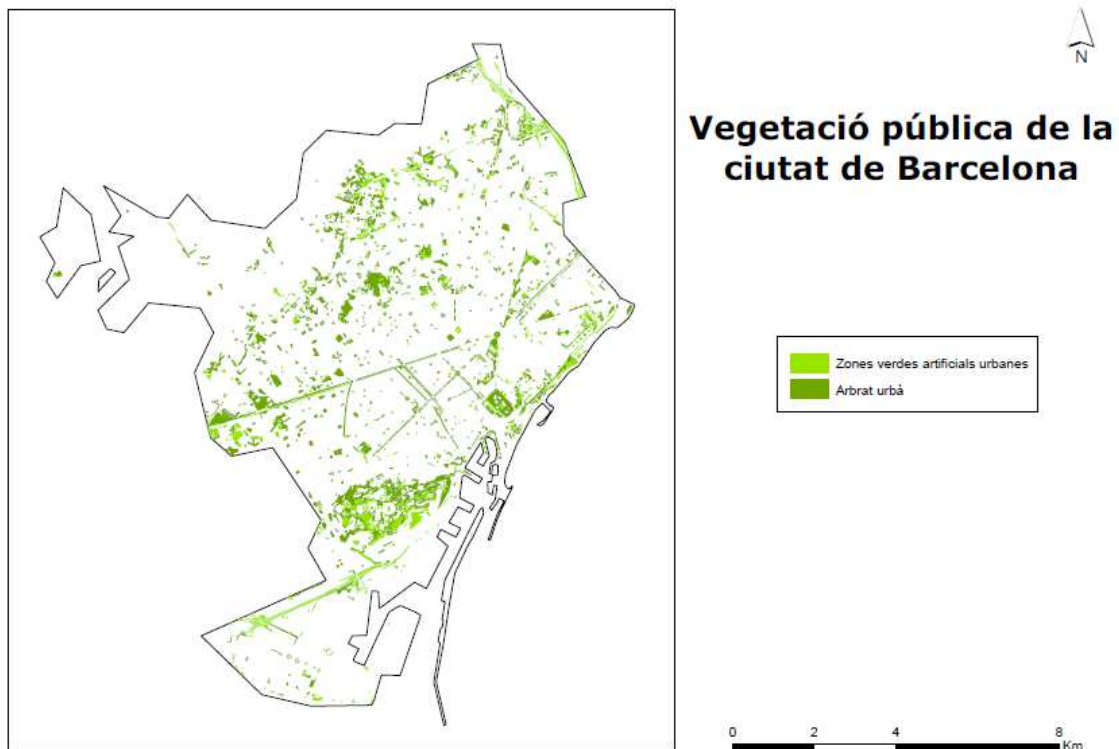 N
Vegetació pública de la
ciutat de Barcelona
Zones verdes artificials urbanes
Arbrat urbà
0 2 4 8
Km